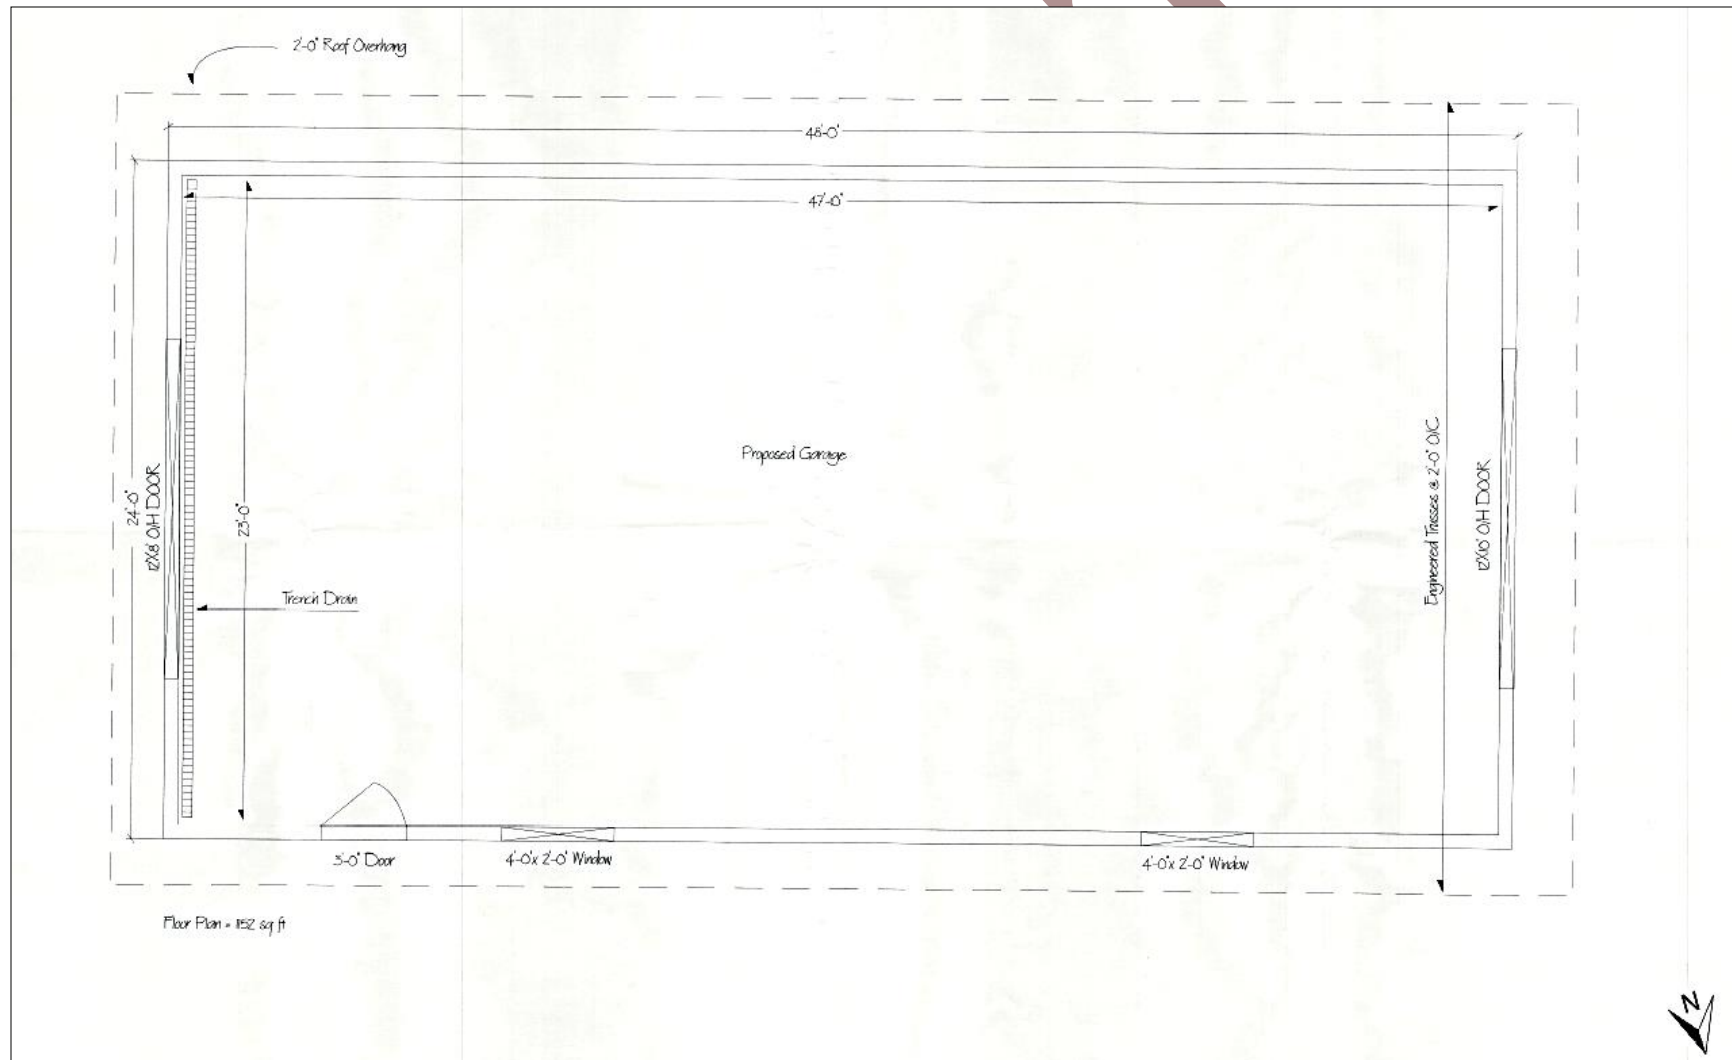 2'-0" Roof Overhang
48'-0"
47'-0"
24'-0"
12'X8' O/H DOOR
23'-0"
Proposed Garage
Engineered Trusses @ 2'-0" O/C
12'X10' O/H DOOR
Trench Drain
3'-0" Door
4'-0"x 2'-0" Window
4'-0"x 2'-0" Window
Floor Plan = 1152 sq ft
N